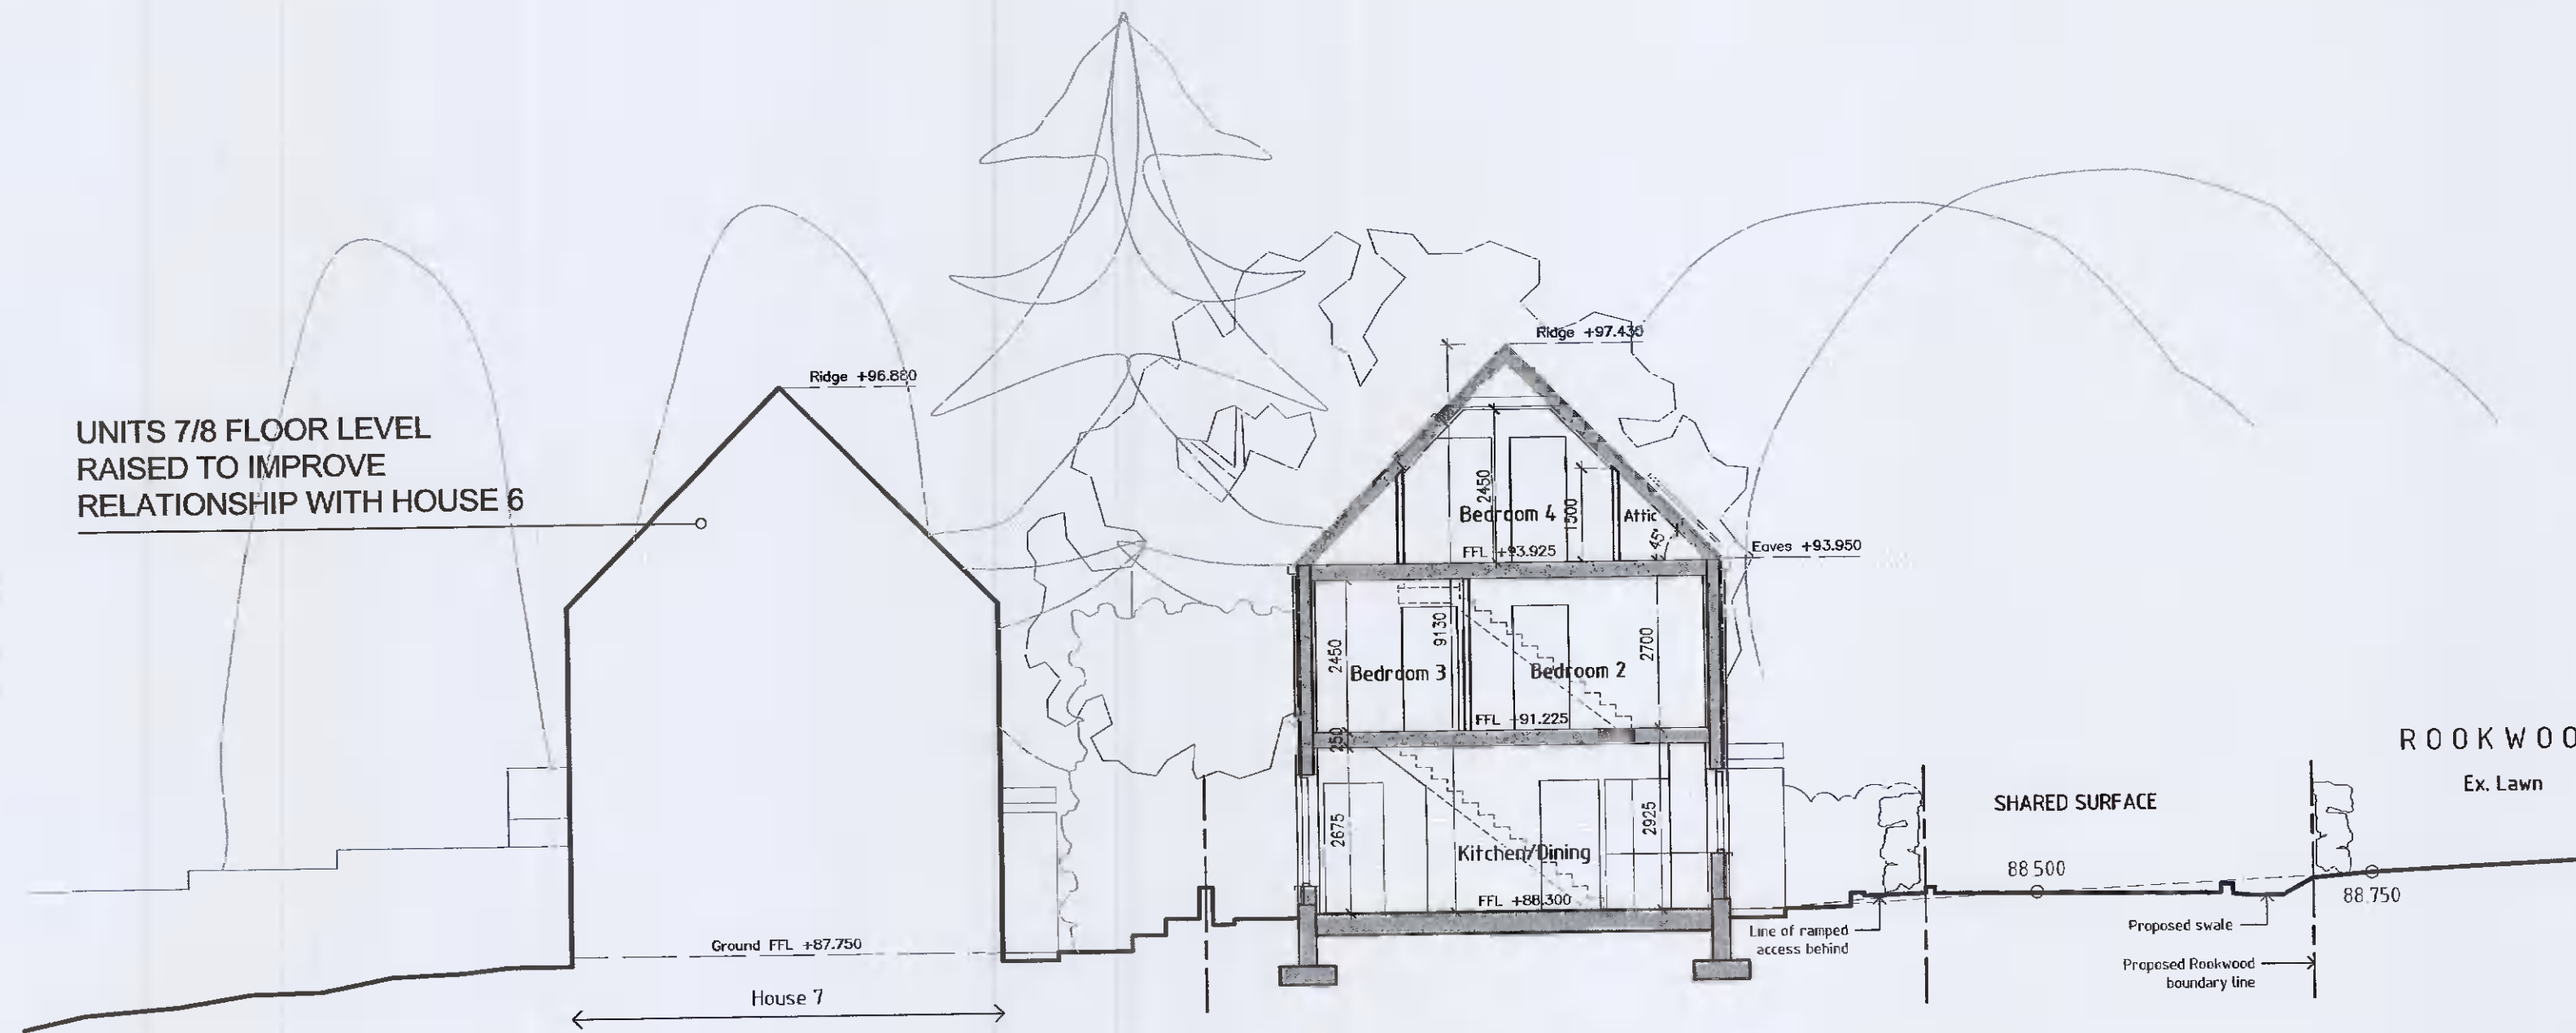 Ridge +97.430
Ridge +96.880
UNITS 7/8 FLOOR LEVEL
RAISED TO IMPROVE
RELATIONSHIP WITH HOUSE 6
2450
1500
Bedroom 4
Attic
45°
FFL +93.925
Eaves +93.950
9130
2450
2700
Bedroom 3
Bedroom 2
FFL +91.225
250
ROOKWOO
Ex. Lawn
SHARED SURFACE
2675
2925
Kitchen/Dining
88.500
88.750
FFL +88.300
Ground FFL +87.750
Line of ramped
access behind
Proposed swale
Proposed Rookwood
boundary line
House 7